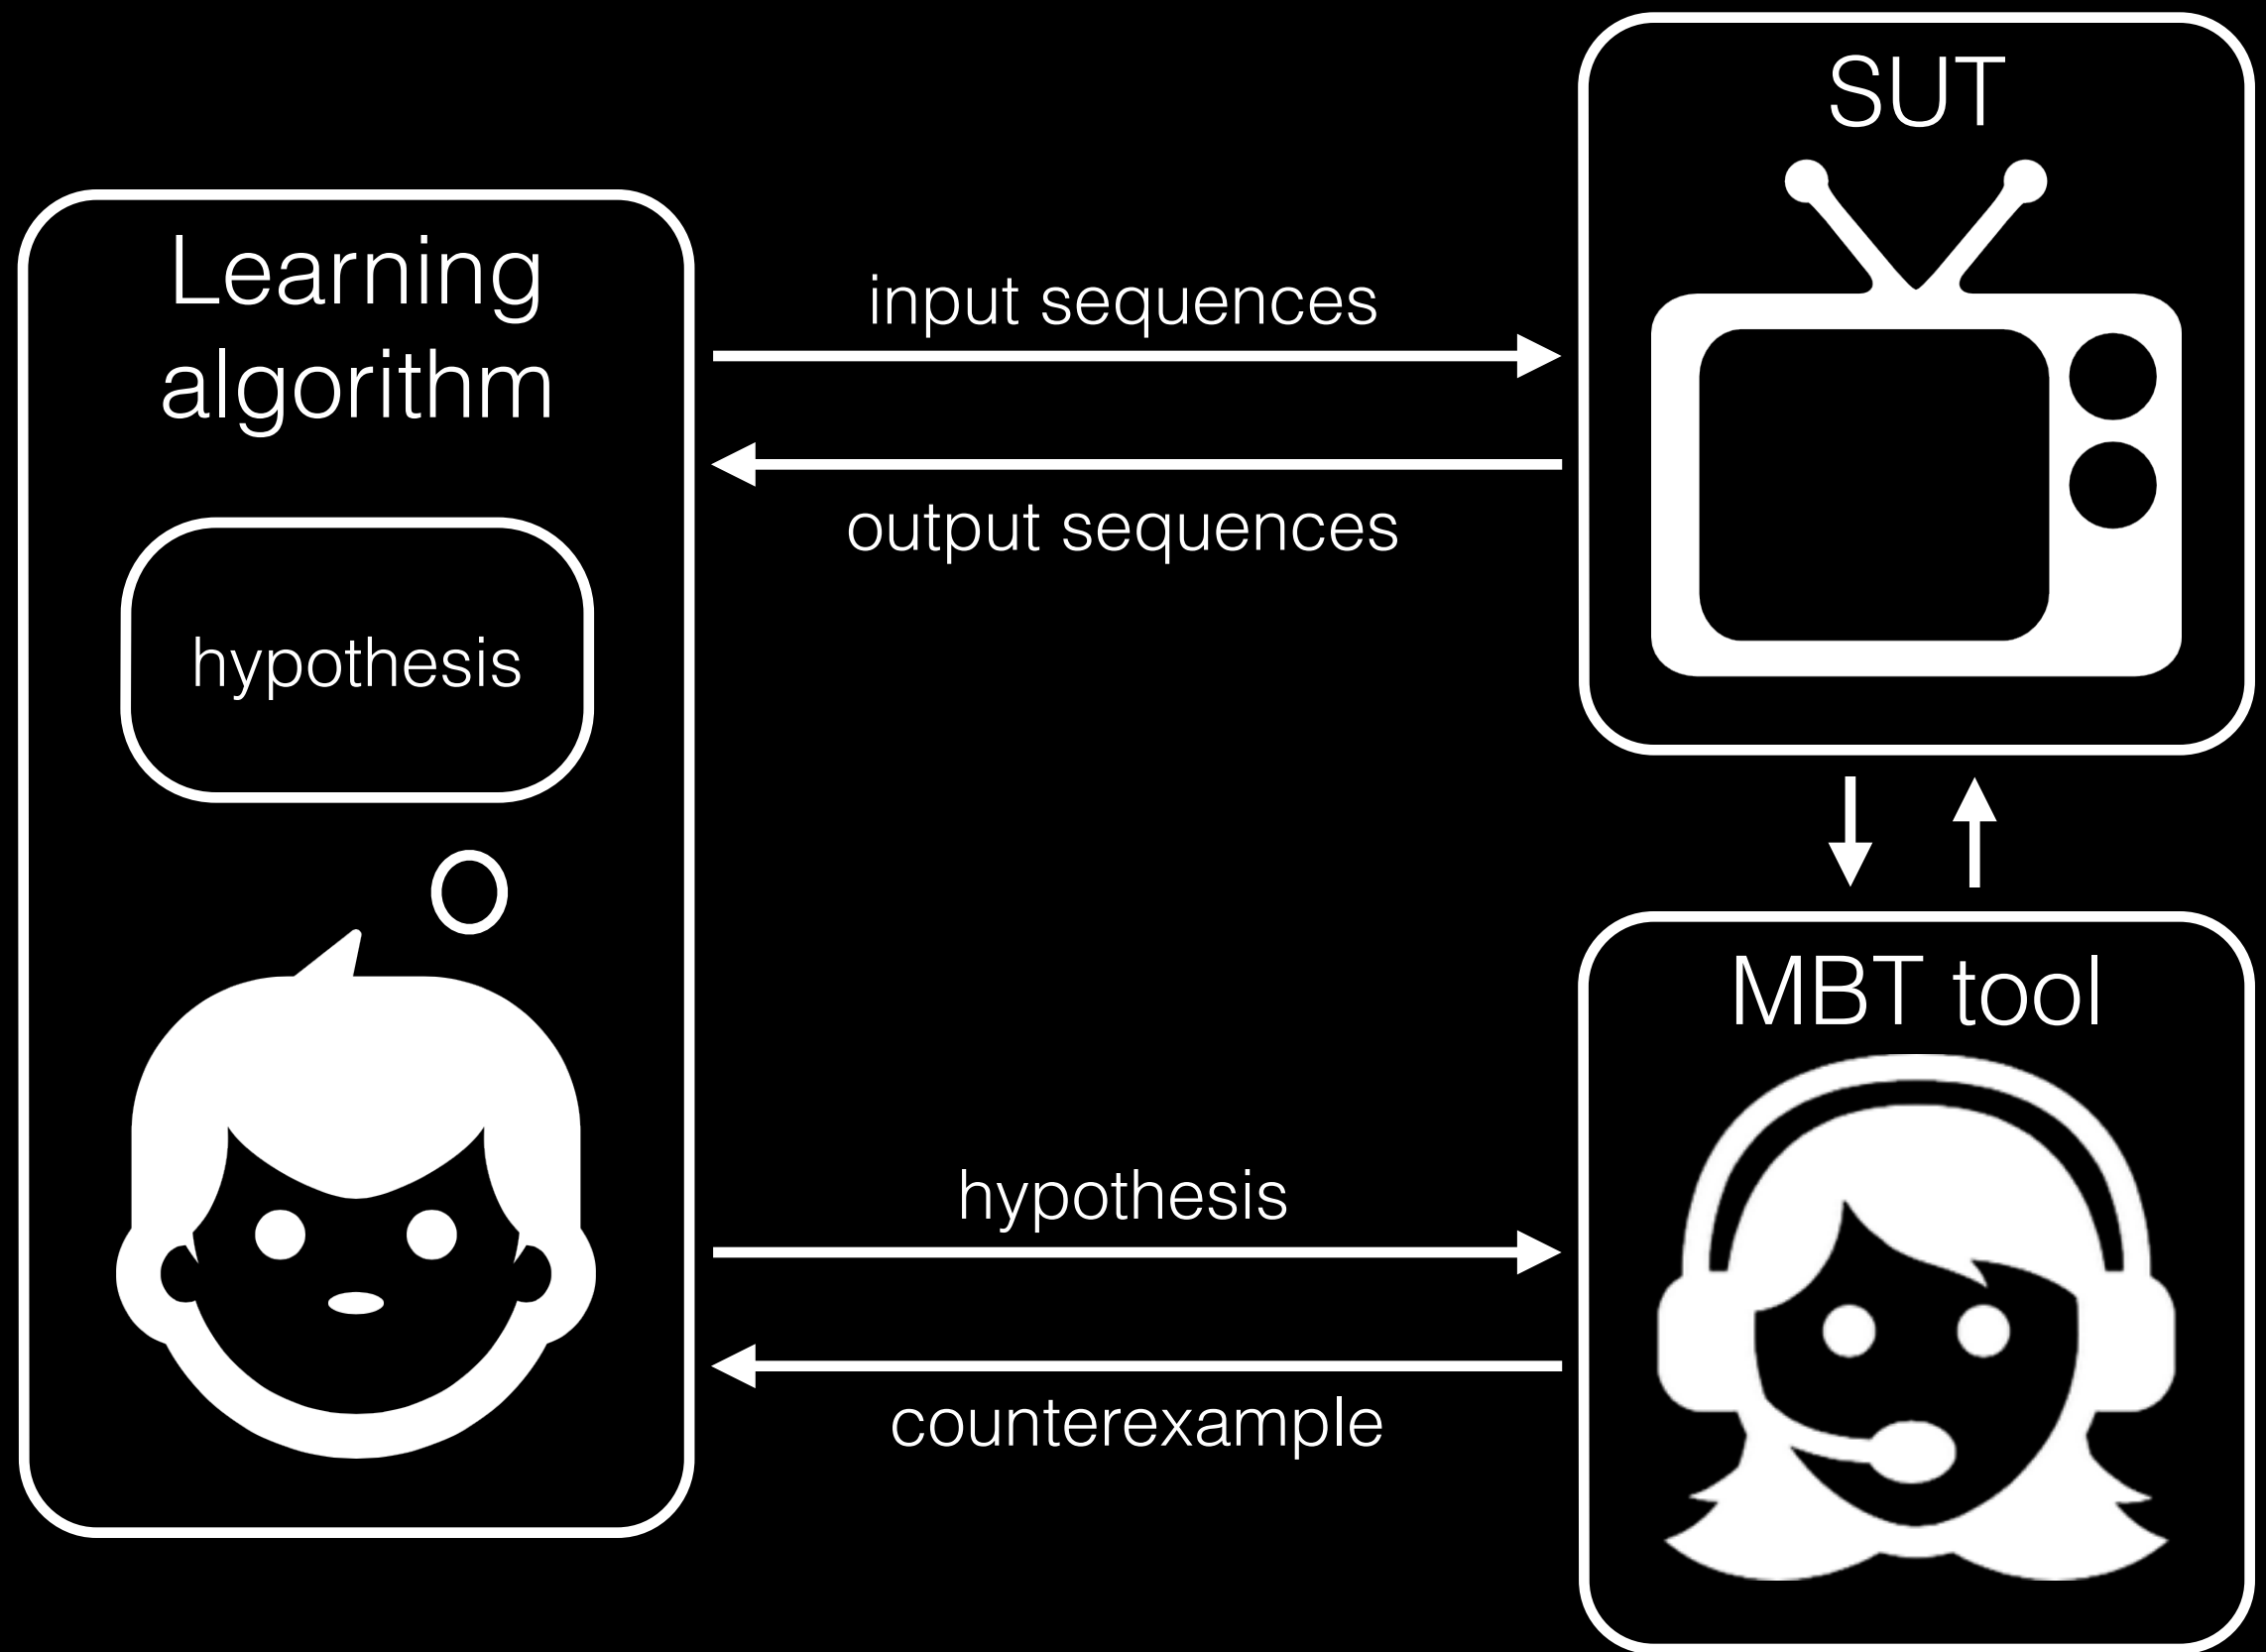 SUT
Learning
algorithm
input sequences
output sequences
hypothesis
MBT tool
hypothesis
counterexample